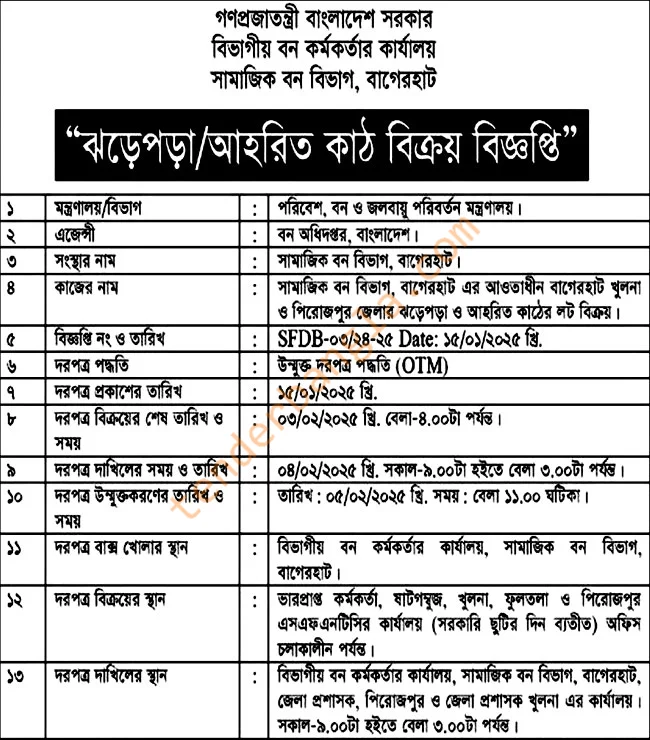 গণপ্রজাতন্ত্রী বাংলাদেশ সরকার
বিভাগীয় বন কর্মকর্তার কার্যালয়
সামাজিক বন বিভাগ, বাগেরহাট
“ঝড়েপড়া/আহরিত কাঠ বিক্রয় বিজ্ঞপ্তি”
১ মন্ত্রণালয়/বিভাগ : পরিবেশ, বন ও জলবায়ু পরিবর্তন মন্ত্রণালয়।
২ এজেন্সী : বন অধিদপ্তর, বাংলাদেশ।
৩ সংস্থার নাম : সামাজিক বন বিভাগ, বাগেরহাট।
৪ কাজের নাম : সামাজিক বন বিভাগ, বাগেরহাট এর আওতাধীন বাগেরহাট খুলনা
ও পিরোজপুর জেলার ঝড়েপড়া ও আহরিত কাঠের লট বিক্রয়।
৫ বিজ্ঞপ্তি নং ও তারিখ : SFDB-০৩/২৪-২৫ Date: ১৫/০১/২০২৫ খ্রি.
৬ দরপত্র পদ্ধতি : উন্মুক্ত দরপত্র পদ্ধতি (OTM)
৭ দরপত্র প্রকাশের তারিখ : ১৫/০১/২০২৫ খ্রি.
৮ দরপত্র বিক্রয়ের শেষ তারিখ ও : ০৩/০২/২০২৫ খ্রি. বেলা-৪.০০টা পর্যন্ত।
সময়
৯ দরপত্র দাখিলের সময় ও তারিখ : ০৪/০২/২০২৫ খ্রি. সকাল-৯.০০টা হইতে বেলা ৩.০০টা পর্যন্ত।
১০ দরপত্র উন্মুক্তকরণের তারিখ ও : তারিখ : ০৫/০২/২০২৫ খ্রি. সময় : বেলা ১১.০০ ঘটিকা।
সময়
১১ দরপত্র বাক্স খোলার স্থান : বিভাগীয় বন কর্মকর্তার কার্যালয়, সামাজিক বন বিভাগ,
বাগেরহাট।
১২ দরপত্র বিক্রয়ের স্থান : ভারপ্রাপ্ত কর্মকর্তা, ষাটগম্বুজ, খুলনা, ফুলতলা ও পিরোজপুর
এসএফএনটিসির কার্যালয় (সরকারি ছুটির দিন ব্যতীত) অফিস
চলাকালীন পর্যন্ত।
১৩ দরপত্র দাখিলের স্থান : বিভাগীয় বন কর্মকর্তার কার্যালয়, সামাজিক বন বিভাগ, বাগেরহাট,
জেলা প্রশাসক, পিরোজপুর ও জেলা প্রশাসক খুলনা এর কার্যালয়।
সকাল-৯.০০টা হইতে বেলা ৩.০০টা পর্যন্ত।
tenderbangla.com